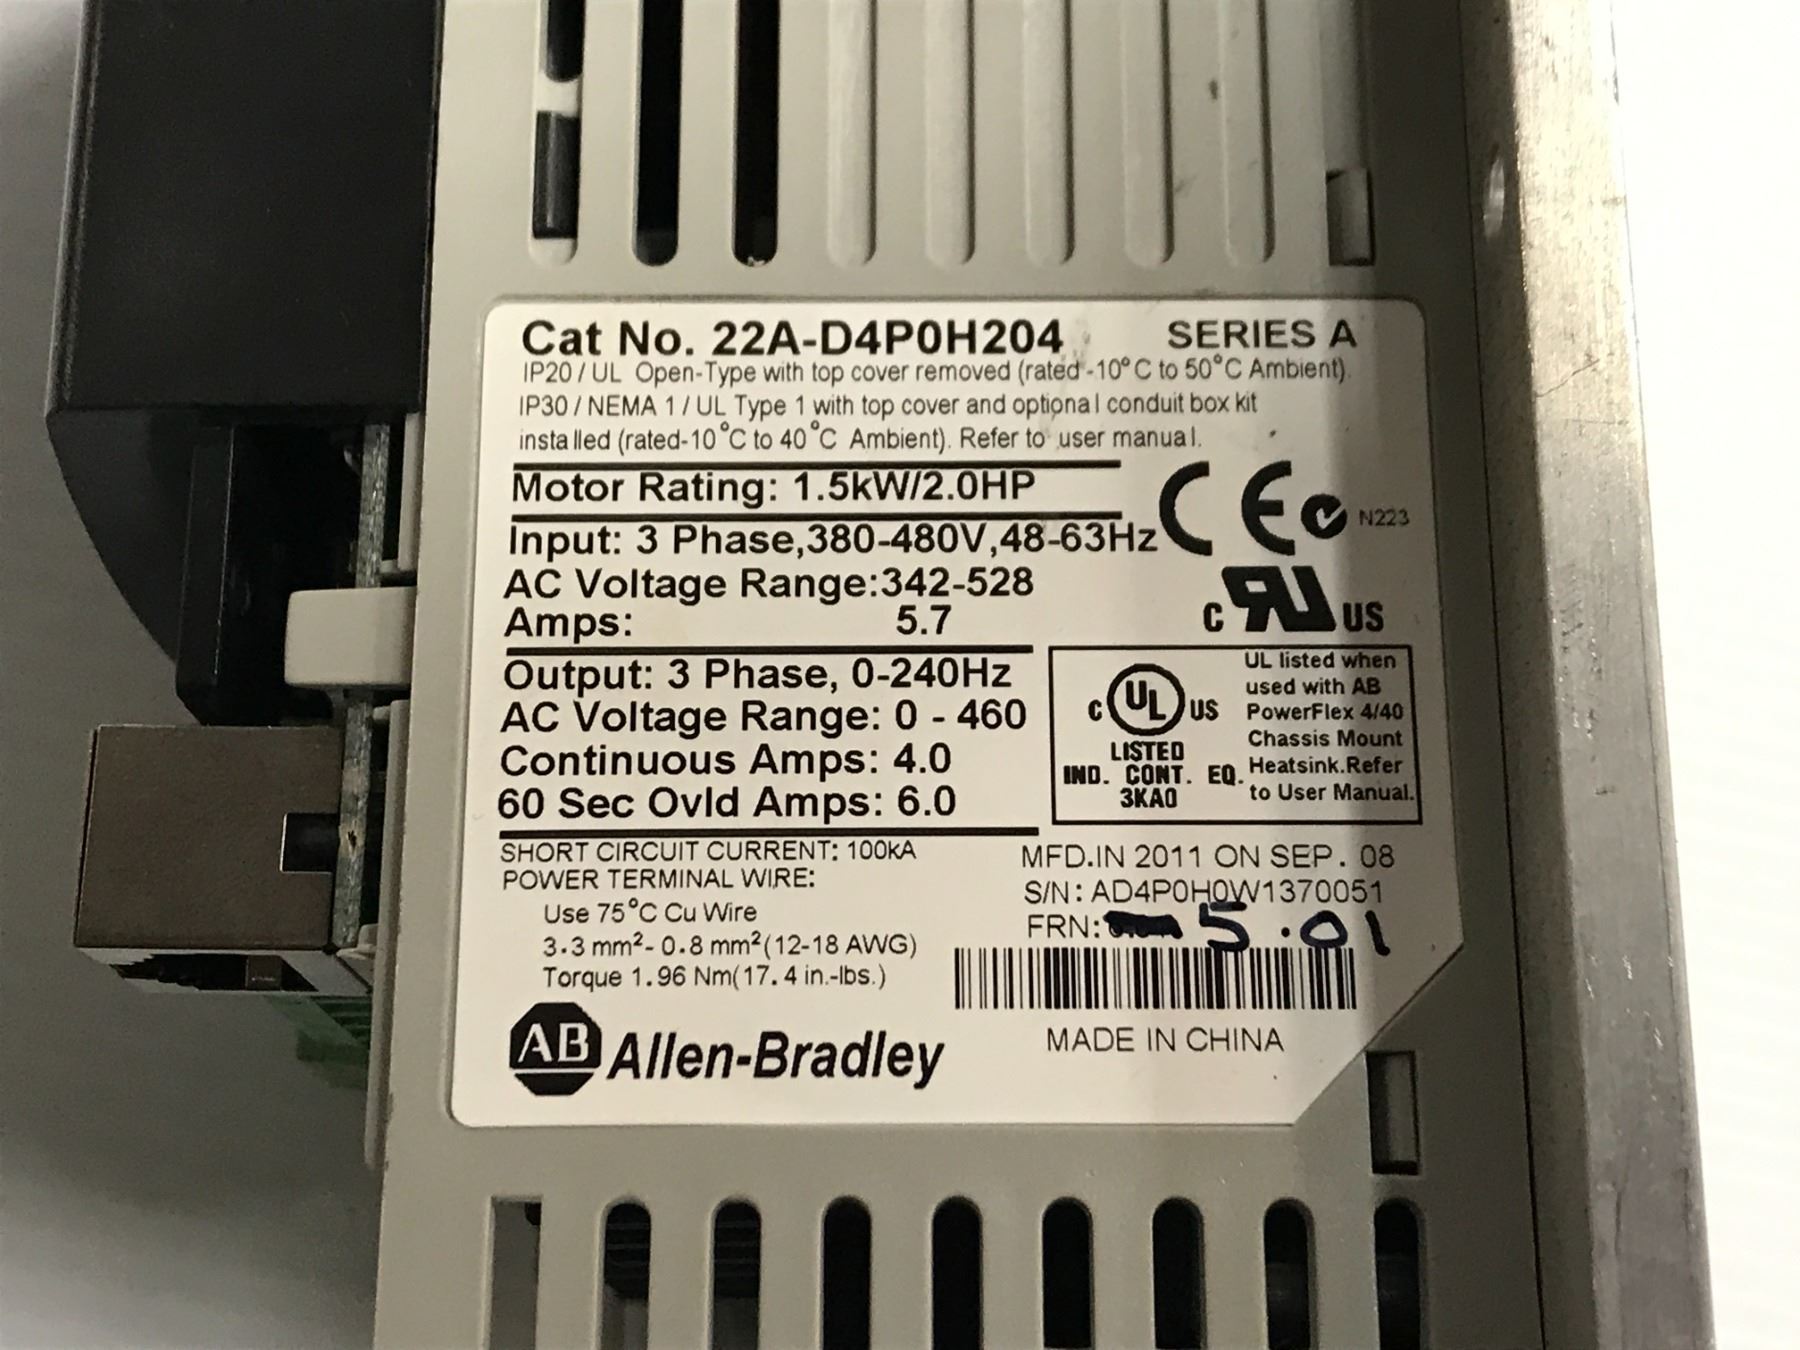 Cat No. 22A-D4P0H204 SERIES A
IP20 / UL Open-Type with top cover removed (rated -10°C to 50°C Ambient).
IP30 / NEMA 1 / UL Type 1 with top cover and optional conduit box kit
installed (rated-10°C to 40°C Ambient). Refer to user manual.
Motor Rating: 1.5kW/2.0HP
CE N223
Input: 3 Phase,380-480V,48-63Hz
AC Voltage Range:342-528
Amps: 5.7
C RU US
Output: 3 Phase, 0-240Hz
AC Voltage Range: 0 - 460
Continuous Amps: 4.0
60 Sec Ovld Amps: 6.0
C UL US
LISTED
IND. CONT. EQ.
3KA0
UL listed when
used with AB
PowerFlex 4/40
Chassis Mount
Heatsink.Refer
to User Manual.
SHORT CIRCUIT CURRENT: 100kA
POWER TERMINAL WIRE:
Use 75°C Cu Wire
3.3 mm²- 0.8 mm²(12-18 AWG)
Torque 1.96 Nm(17.4 in.-lbs.)
MFD.IN 2011 ON SEP. 08
S/N: AD4P0H0W1370051
FRN: 5.01
AB Allen-Bradley
MADE IN CHINA